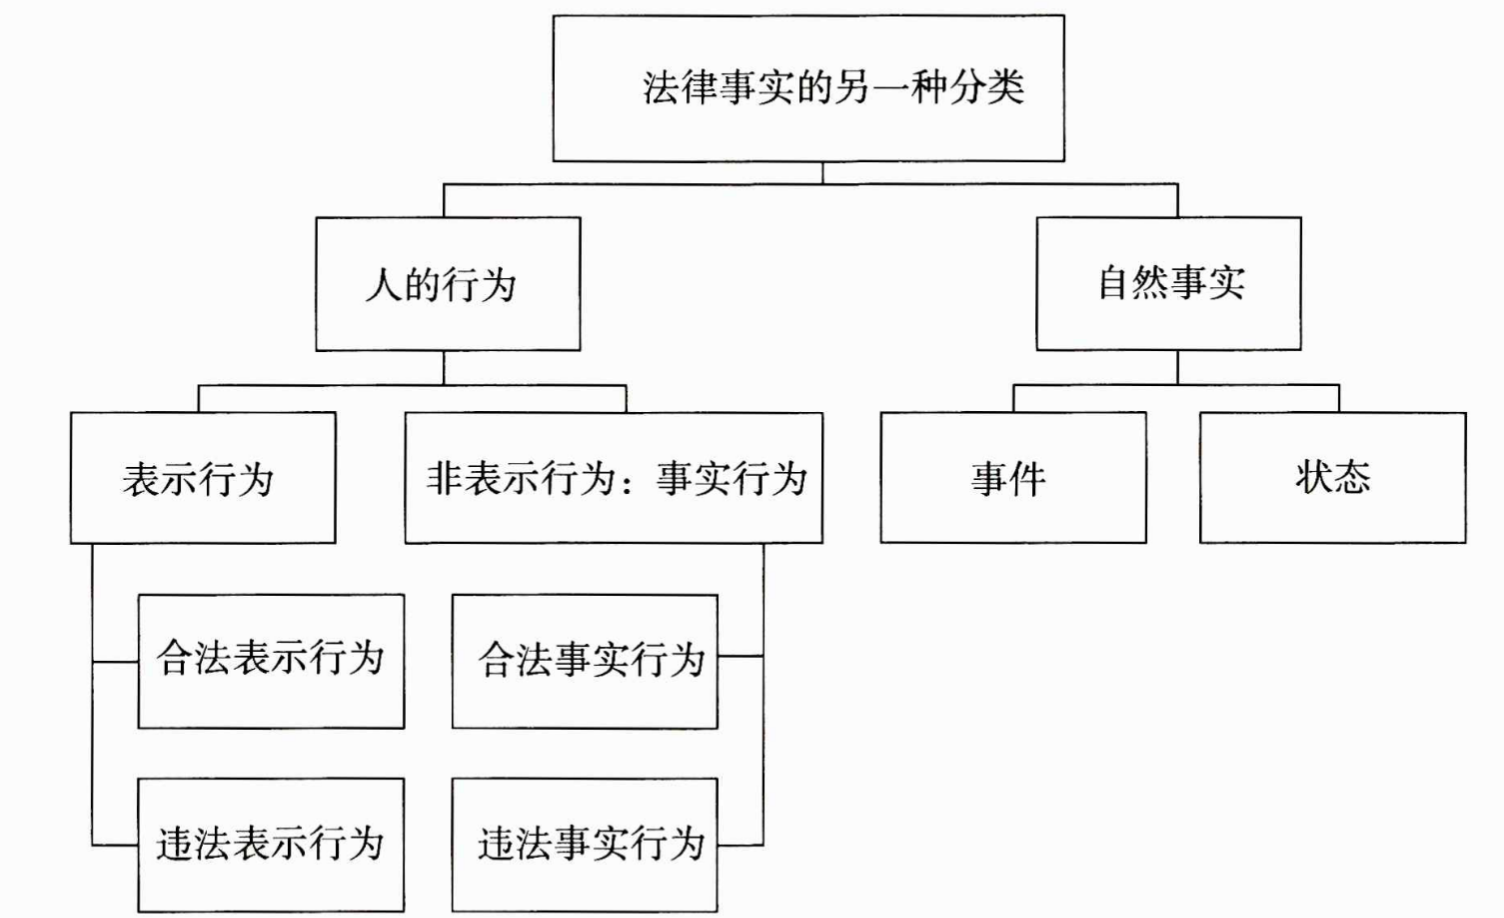 法律事实的另一种分类
人的行为
自然事实
表示行为
非表示行为：事实行为
事件
状态
合法表示行为
合法事实行为
违法表示行为
违法事实行为